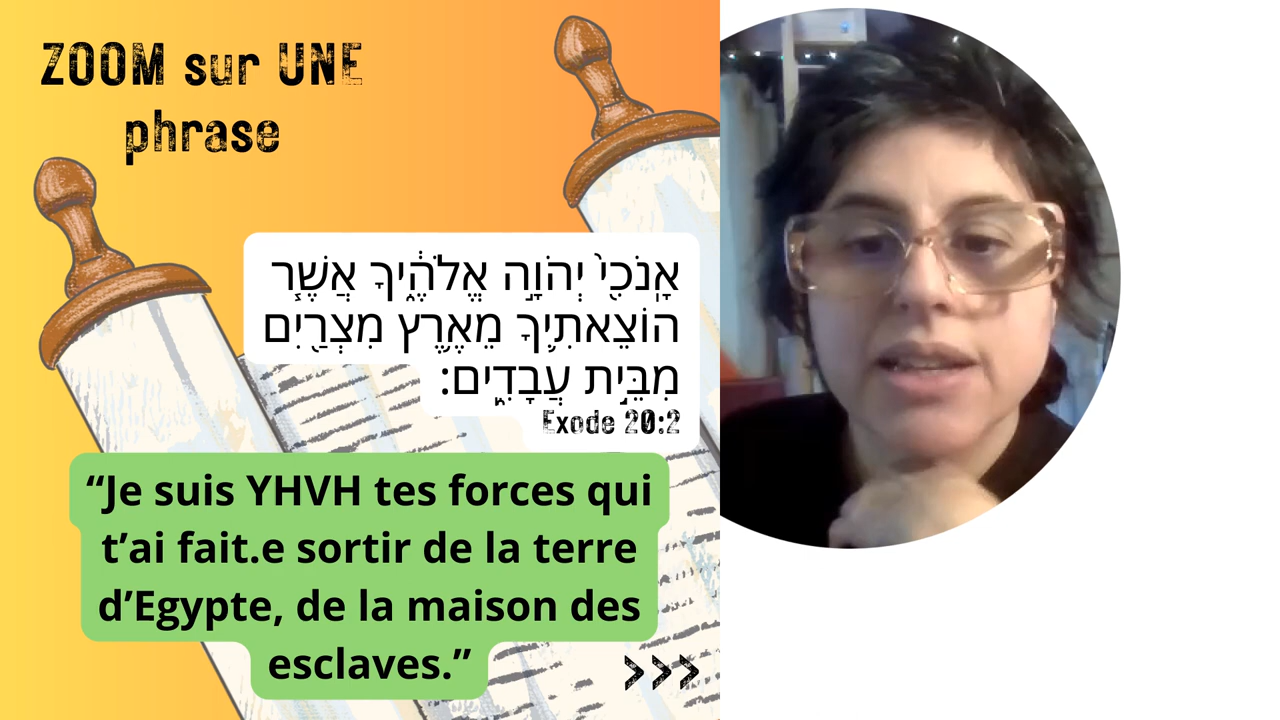 ZOOM sur UNE
phrase
אָֽנֹכִ֖י֙ יְהֹוָ֣ה אֱלֹהֶ֑֔יךָ אֲשֶׁ֧ר
הוֹצֵאתִ֛יךָ מֵאֶ֥רֶץ מִצְרַ֖יִם
מִבֵּ֣֥ית עֲבָדִ֑͏ֽים׃
Exode 20:2
“Je suis YHVH tes forces qui
t’ai fait.e sortir de la terre
d’Egypte, de la maison des
esclaves.”
>>>